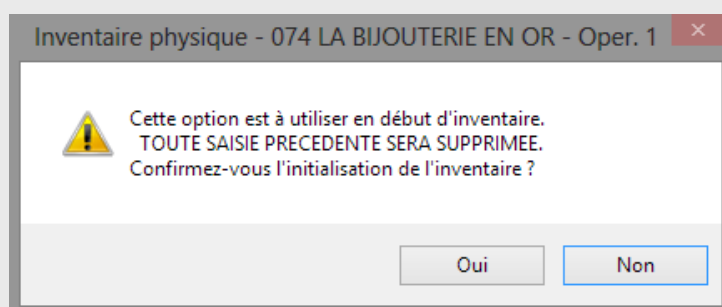 Inventaire physique - 074 LA BIJOUTERIE EN OR - Oper. 1
Cette option est à utiliser en début d'inventaire.
TOUTE SAISIE PRECEDENTE SERA SUPPRIMEE.
Confirmez-vous l'initialisation de l'inventaire ?
Oui
Non